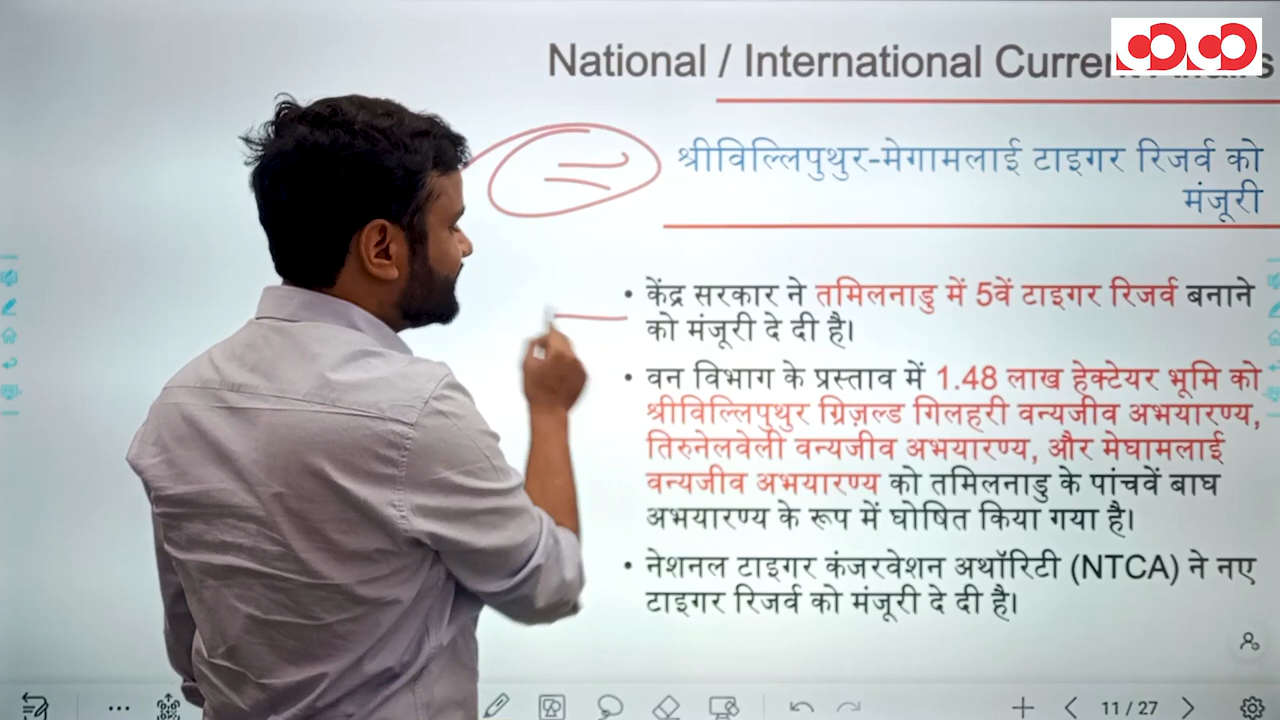 National / International Current Affairs
श्रीविल्लिपुथुर-मेगामलाई टाइगर रिजर्व को
मंजूरी
• केंद्र सरकार ने तमिलनाडु में 5वें टाइगर रिजर्व बनाने
को मंजूरी दे दी है।
• वन विभाग के प्रस्ताव में 1.48 लाख हेक्टेयर भूमि को
श्रीविल्लिपुथुर ग्रिज़ल्ड गिलहरी वन्यजीव अभयारण्य,
तिरुनेलवेली वन्यजीव अभयारण्य, और मेघामलाई
वन्यजीव अभयारण्य को तमिलनाडु के पांचवें बाघ
अभयारण्य के रूप में घोषित किया गया है।
• नेशनल टाइगर कंजरवेशन अथॉरिटी (NTCA) ने नए
टाइगर रिजर्व को मंजूरी दे दी है।
11 / 27